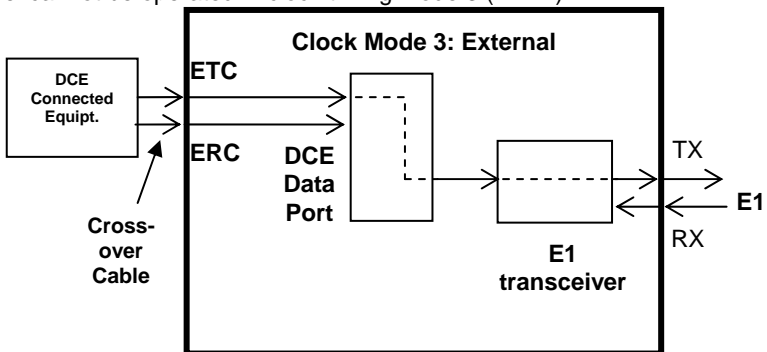 Clock Mode 3: External
DCE
Connected
Equipt.
ETC
ERC
DCE
Data
Port
Cross-
over
Cable
TX
E1
RX
E1
transceiver